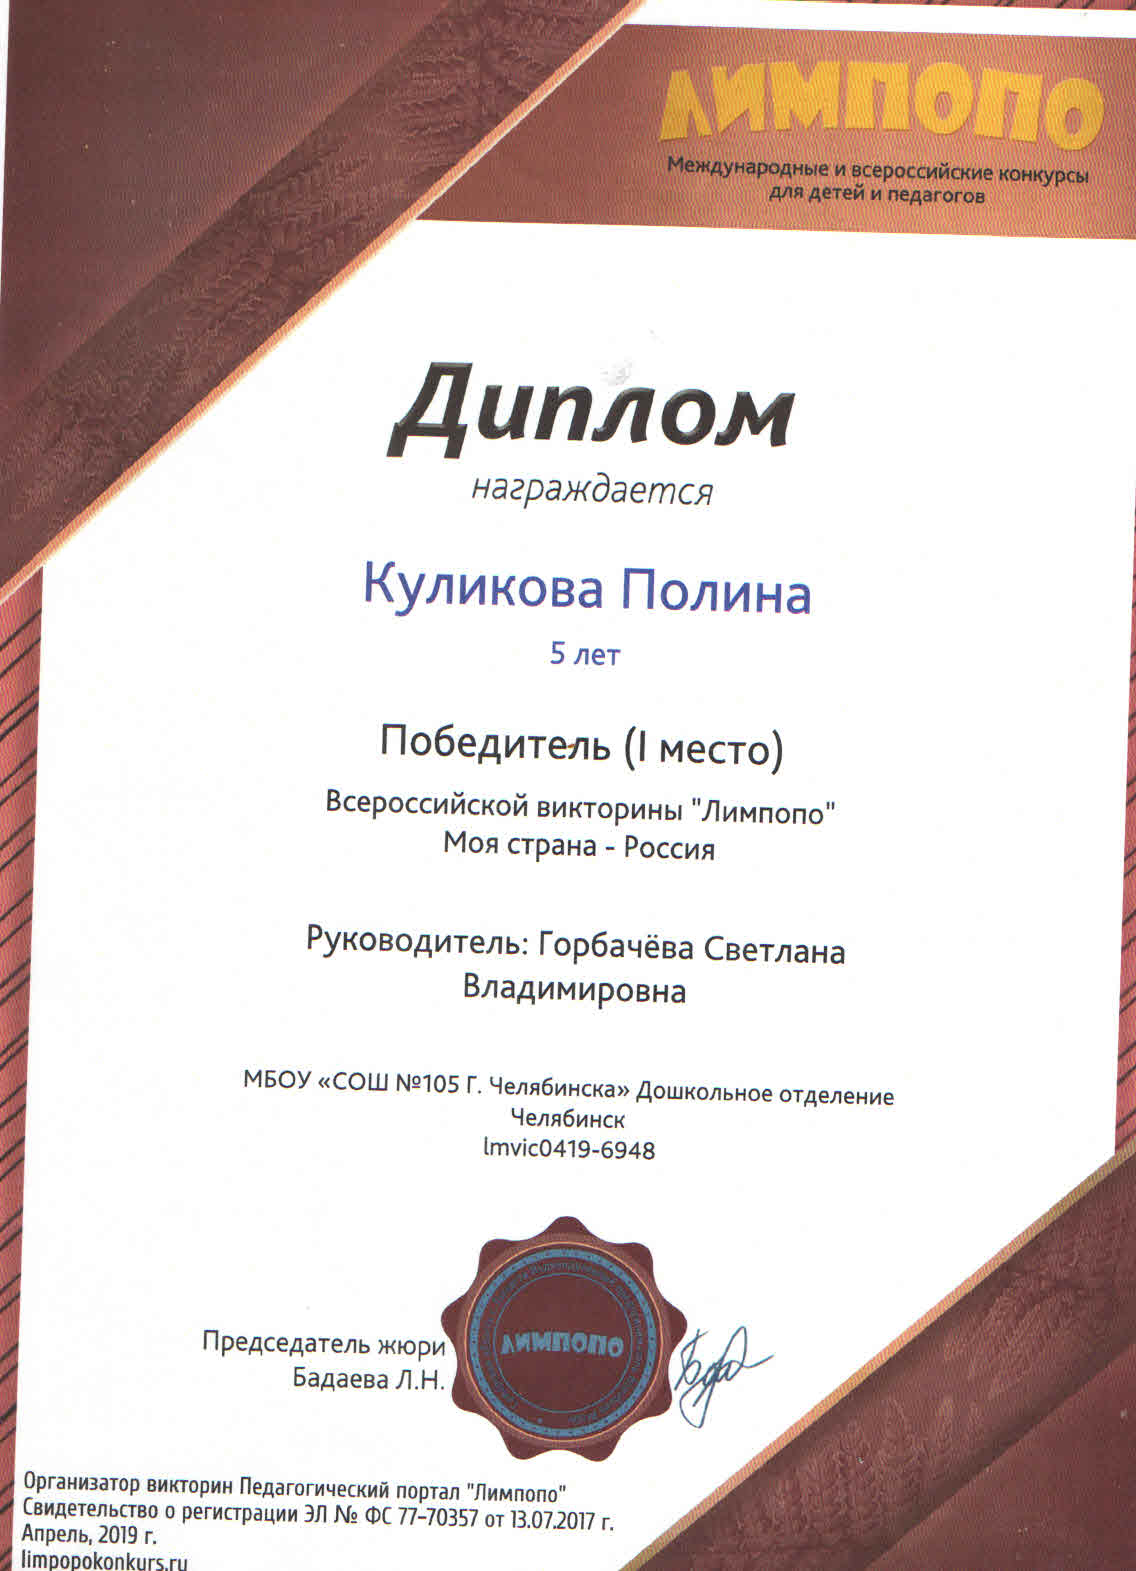 ЛИМПОПО
Международные и всероссийские конкурсы
для детей и педагогов
Диплом
награждается
Куликова Полина
5 лет
Победитель (I место)
Всероссийской викторины "Лимпопо"
Моя страна - Россия
Руководитель: Горбачёва Светлана
Владимировна
МБОУ «СОШ №105 Г. Челябинска» Дошкольное отделение
Челябинск
lmvic0419-6948
ЛИМПОПО
Председатель жюри
Бадаева Л.Н.
Организатор викторин Педагогический портал "Лимпопо"
Свидетельство о регистрации ЭЛ № ФС 77-70357 от 13.07.2017 г.
Апрель, 2019 г.
limpopokonkurs.ru